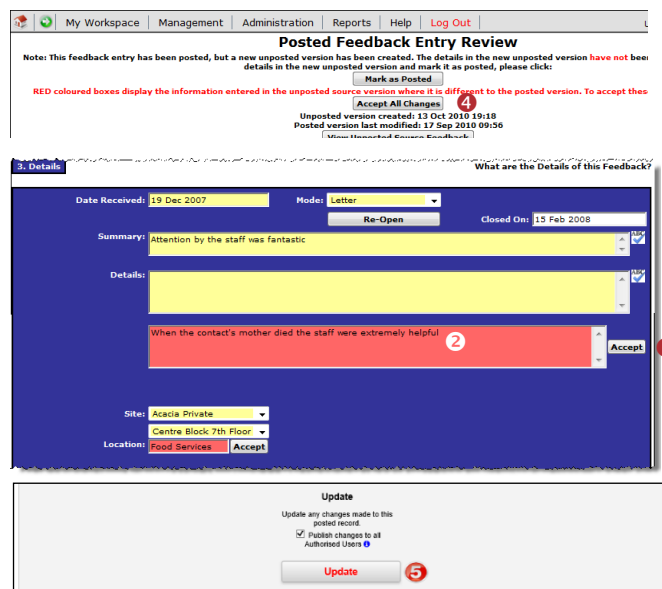 My Workspace Management Administration Reports Help Log Out
Posted Feedback Entry Review
Note: This feedback entry has been posted, but a new unposted version has been created. The details in the new unposted version have not
details in the new unposted version and mark it as posted, please click:
Mark as Posted
RED coloured boxes display the information entered in the unposted source version where it is different to the posted version. To accept
Accept All Changes 4
Unposted version created: 13 Oct 2010 19:18
Posted version last modified: 17 Sep 2010 09:56
View Unposted Source Feedback
3. Details What are the Details of this Feedback?
Date Received: 19 Dec 2007 Mode: Letter
Re-Open Closed On: 15 Feb 2008
Summary: Attention by the staff was fantastic ABC
Details: ABC
When the contact's mother died the staff were extremely helpful 2
Accept
Site: Acacia Private
Centre Block 7th Floor
Location: Food Services Accept
Update
Update any changes made to this
posted record.
Publish changes to all
Authorised Users
Update 5